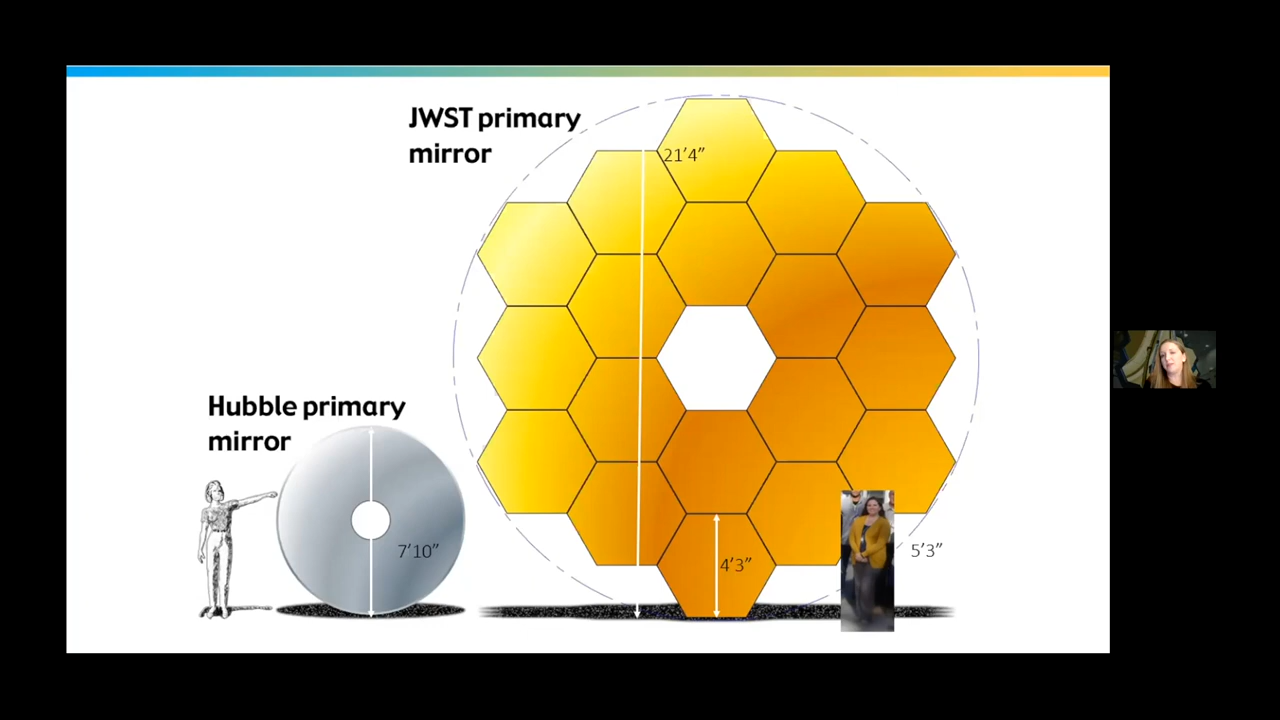 JWST primary
mirror
21’4”
Hubble primary
mirror
7’10”
4’3”
5’3”